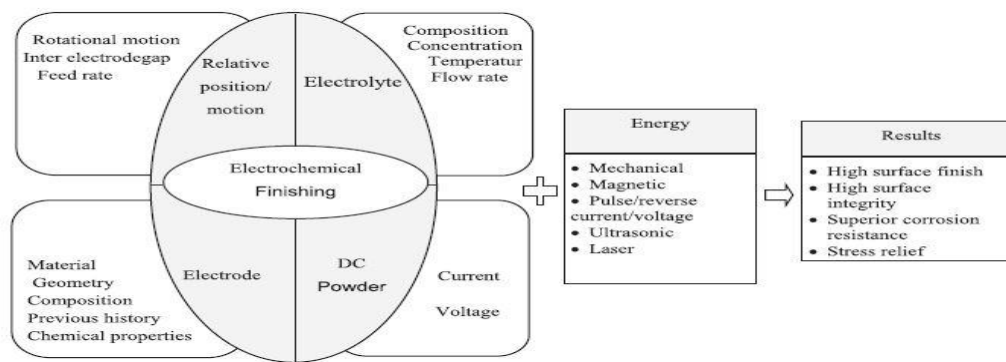 Rotational motion
Inter electrodegap
Feed rate
Relative
position/
motion
Electrolyte
Composition
Concentration
Temperatur
Flow rate
Electrochemical
Finishing
Material
Geometry
Composition
Previous history
Chemical properties
Electrode
DC
Powder
Current
Voltage
Energy
• Mechanical
• Magnetic
• Pulse/reverse
current/voltage
• Ultrasonic
• Laser
Results
• High surface finish
• High surface
integrity
• Superior corrosion
resistance
• Stress relief